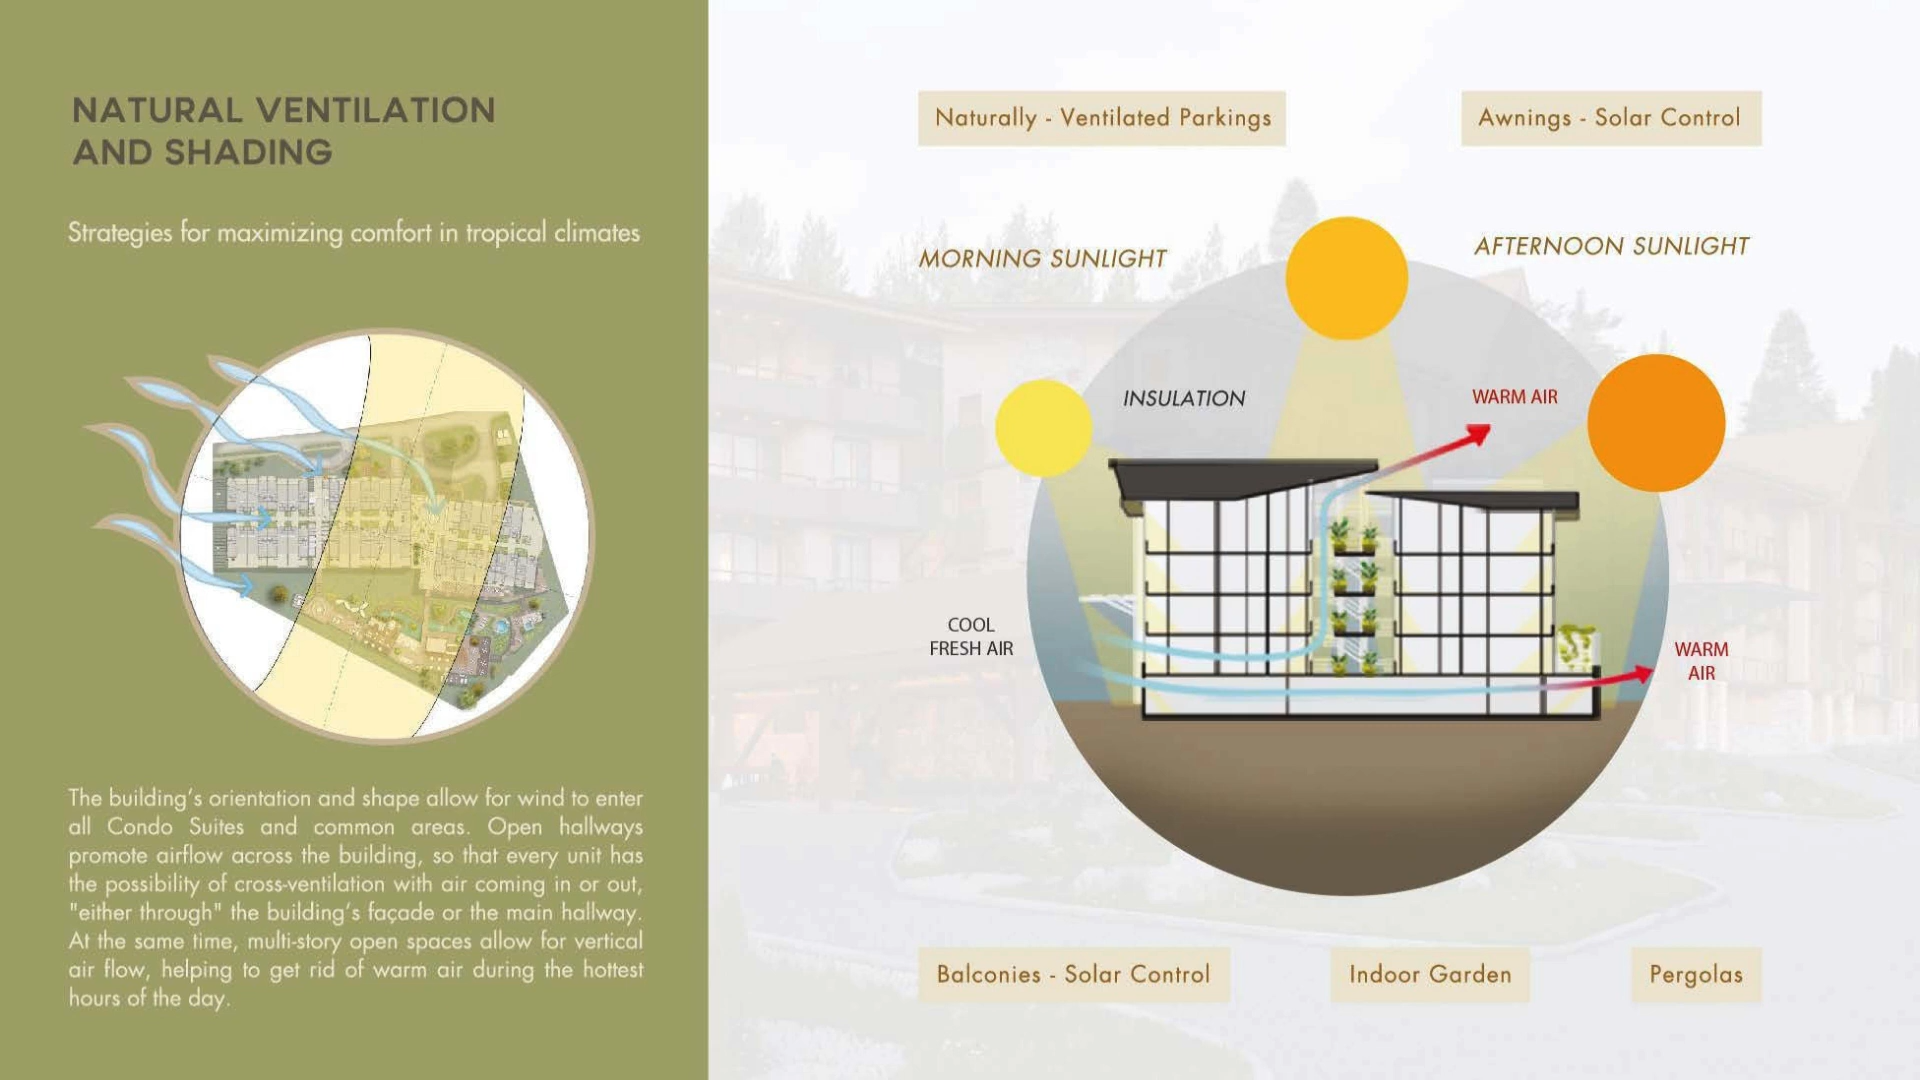 NATURAL VENTILATION
AND SHADING
Strategies for maximizing comfort in tropical climates
The building's orientation and shape allow for wind to enter
all Condo Suites and common areas. Open hallways
promote airflow across the building, so that every unit has
the possibility of cross-ventilation with air coming in or out,
"either through" the building's façade or the main hallway.
At the same time, multi-story open spaces allow for vertical
air flow, helping to get rid of warm air during the hottest
hours of the day.
Naturally - Ventilated Parkings
Awnings - Solar Control
MORNING SUNLIGHT
AFTERNOON SUNLIGHT
INSULATION
WARM AIR
COOL
FRESH AIR
WARM
AIR
Balconies - Solar Control
Indoor Garden
Pergolas